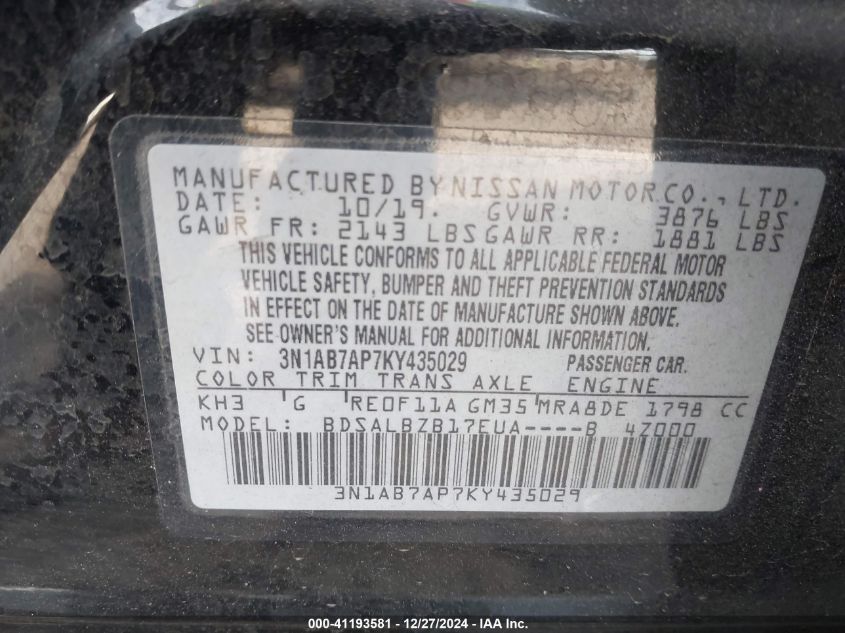 MANUFACTURED BY NISSAN MOTOR CO., LTD.
DATE: 10/19. GVWR: 3876 LBS
GAWR FR: 2143 LBS GAWR RR: 1881 LBS
THIS VEHICLE CONFORMS TO ALL APPLICABLE FEDERAL MOTOR
VEHICLE SAFETY, BUMPER AND THEFT PREVENTION STANDARDS
IN EFFECT ON THE DATE OF MANUFACTURE SHOWN ABOVE.
SEE OWNER'S MANUAL FOR ADDITIONAL INFORMATION.
VIN: 3N1AB7AP7KY435029 PASSENGER CAR.
COLOR TRIM TRANS AXLE ENGINE
KH3 G RE0F11A GM35 MRA8DE 1798 CC
MODEL: BDSALBZB17EUA----B 4Z000
3N1AB7AP7KY435029
000-41193581 - 12/27/2024 - IAA Inc.